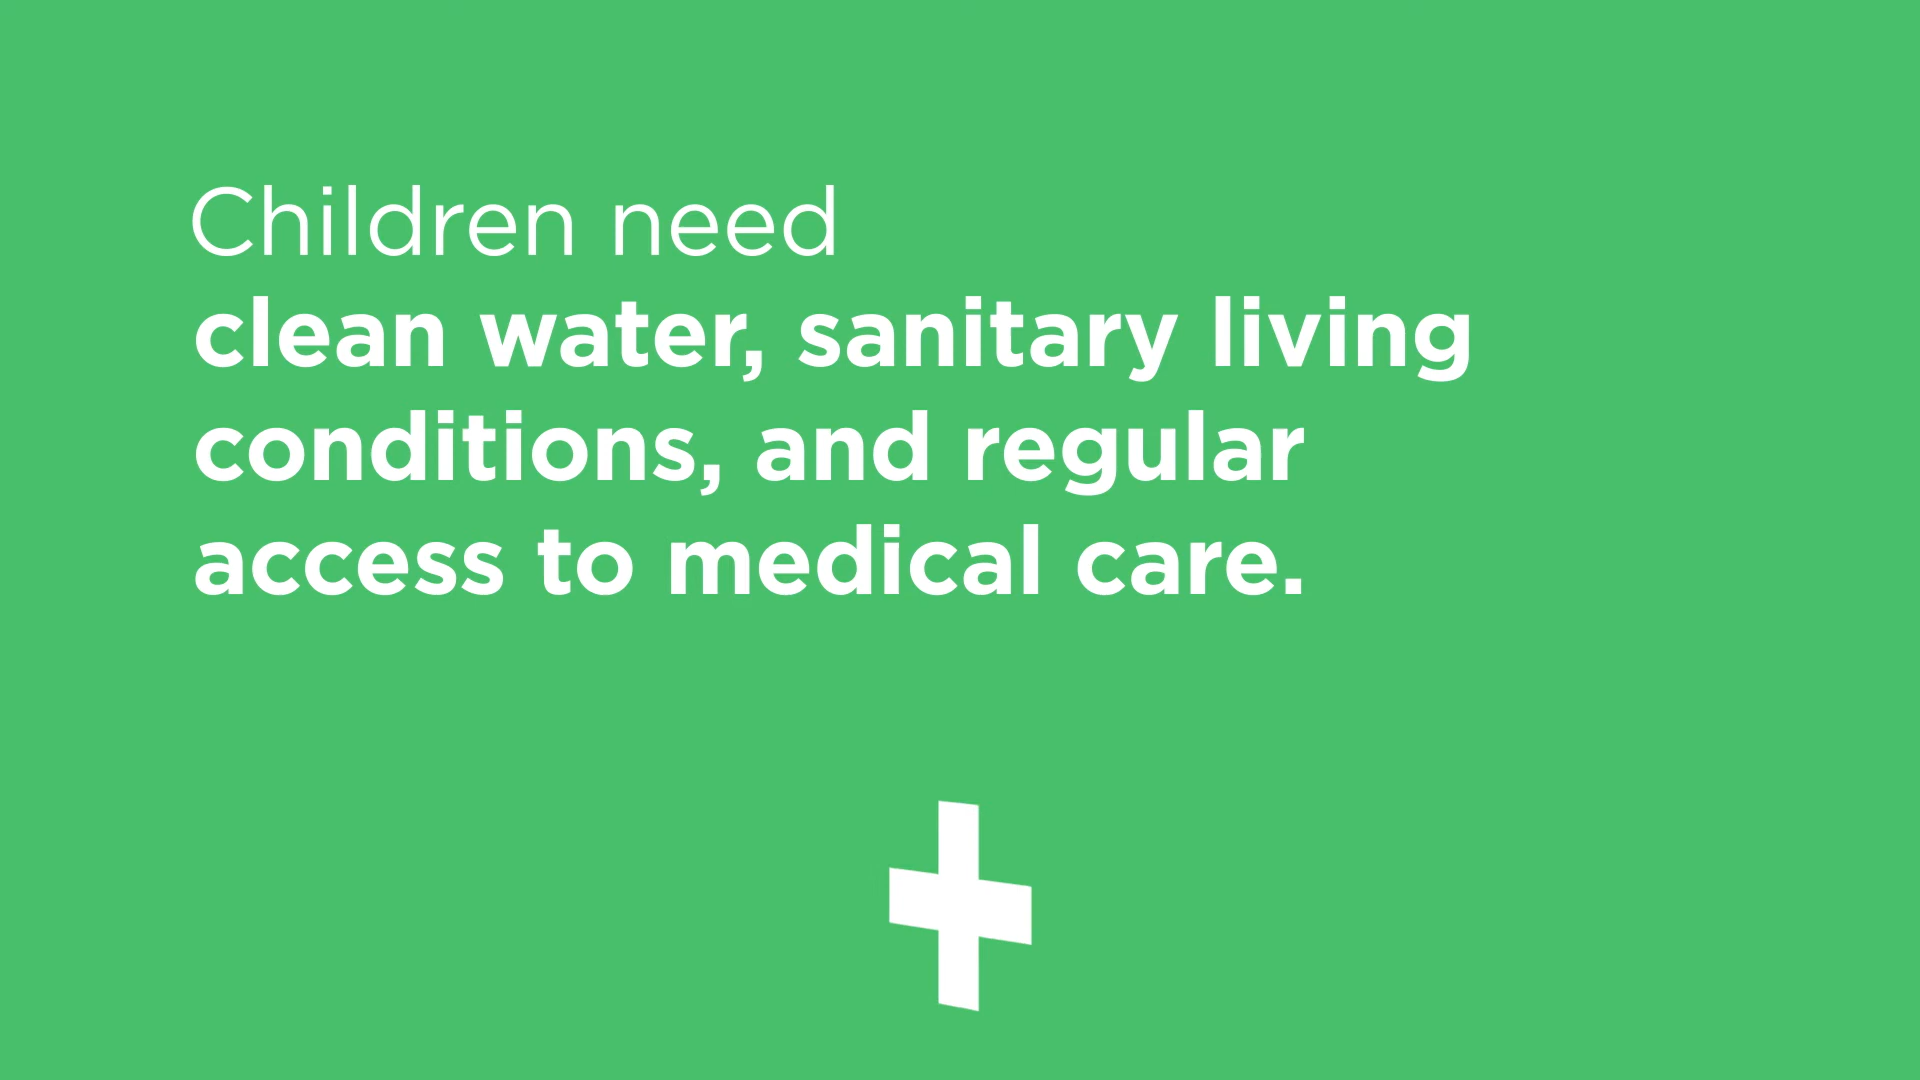 Children need
clean water, sanitary living
conditions, and regular
access to medical care.